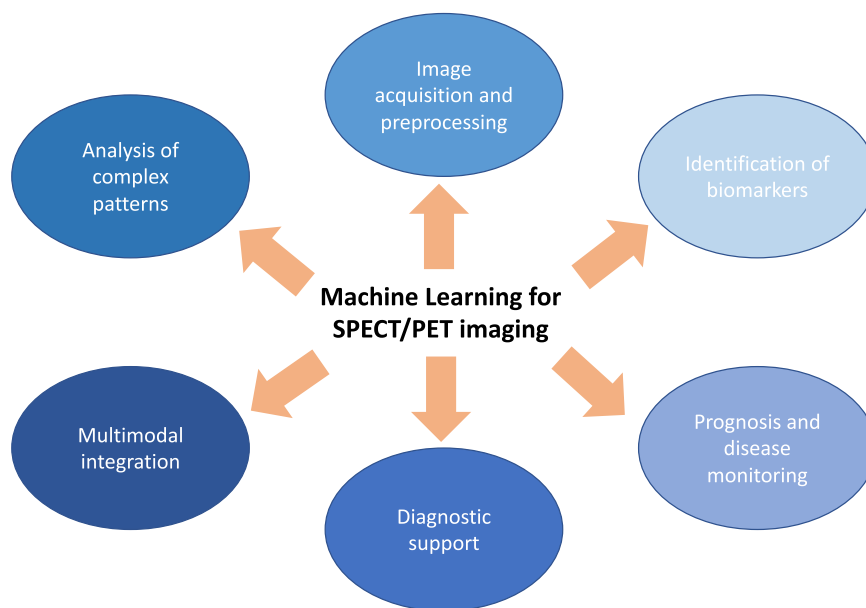 Image
acquisition and
preprocessing
Analysis of
complex
patterns
Identification of
biomarkers
Machine Learning for
SPECT/PET imaging
Multimodal
integration
Prognosis and
disease
monitoring
Diagnostic
support